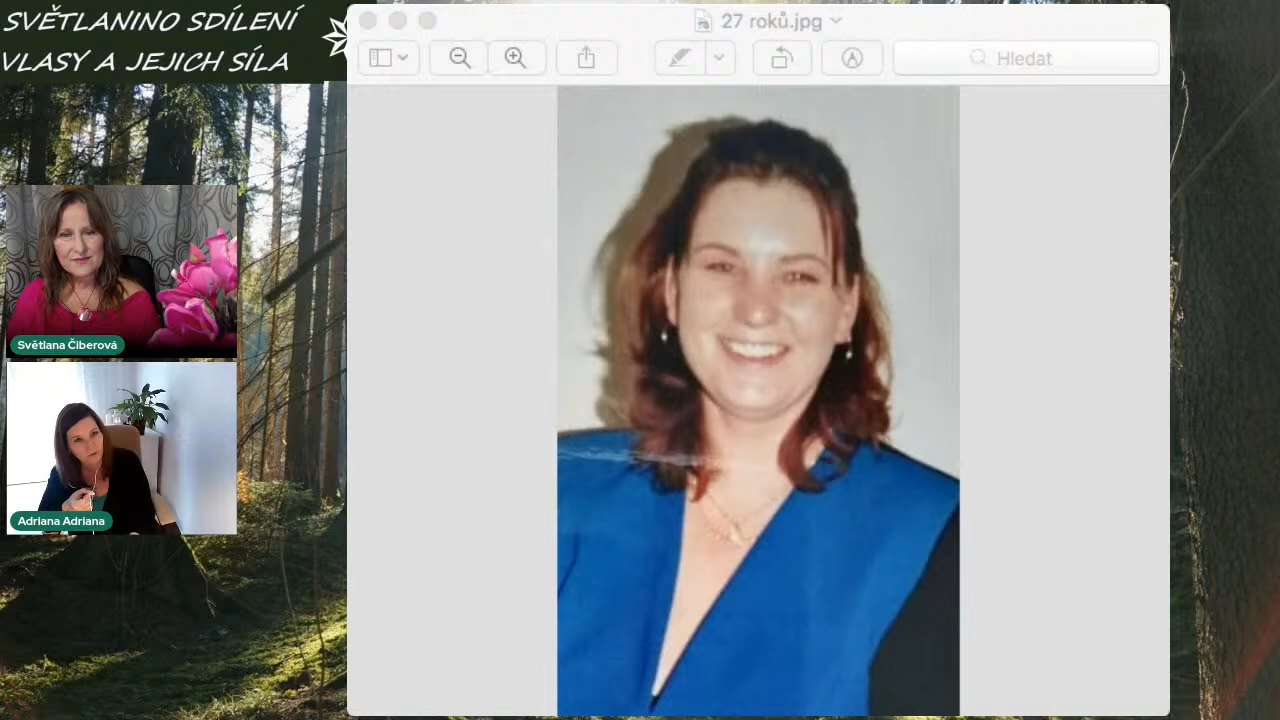 SVĚTLANINO SDÍLENÍ
VLASY A JEJICH SÍLA
27 roků.jpg
Hledat
Světlana Čiberová
Adriana Adriana